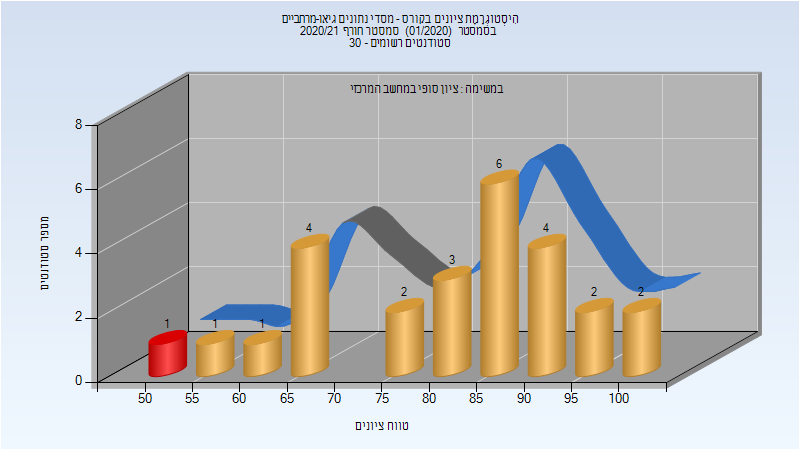 היסטוגרמת ציונים בקורס - מסדי נתונים גיאו-מרחביים
בסמסטר (01/2020) סמסטר חורף 2020/21
סטודנטים רשומים - 30
במשימה : ציון סופי במחשב המרכזי
8
6
4
2
0
מספר סטודנטים
1
1
1
4
2
3
6
4
2
2
50 55 60 65 70 75 80 85 90 95 100
טווח ציונים